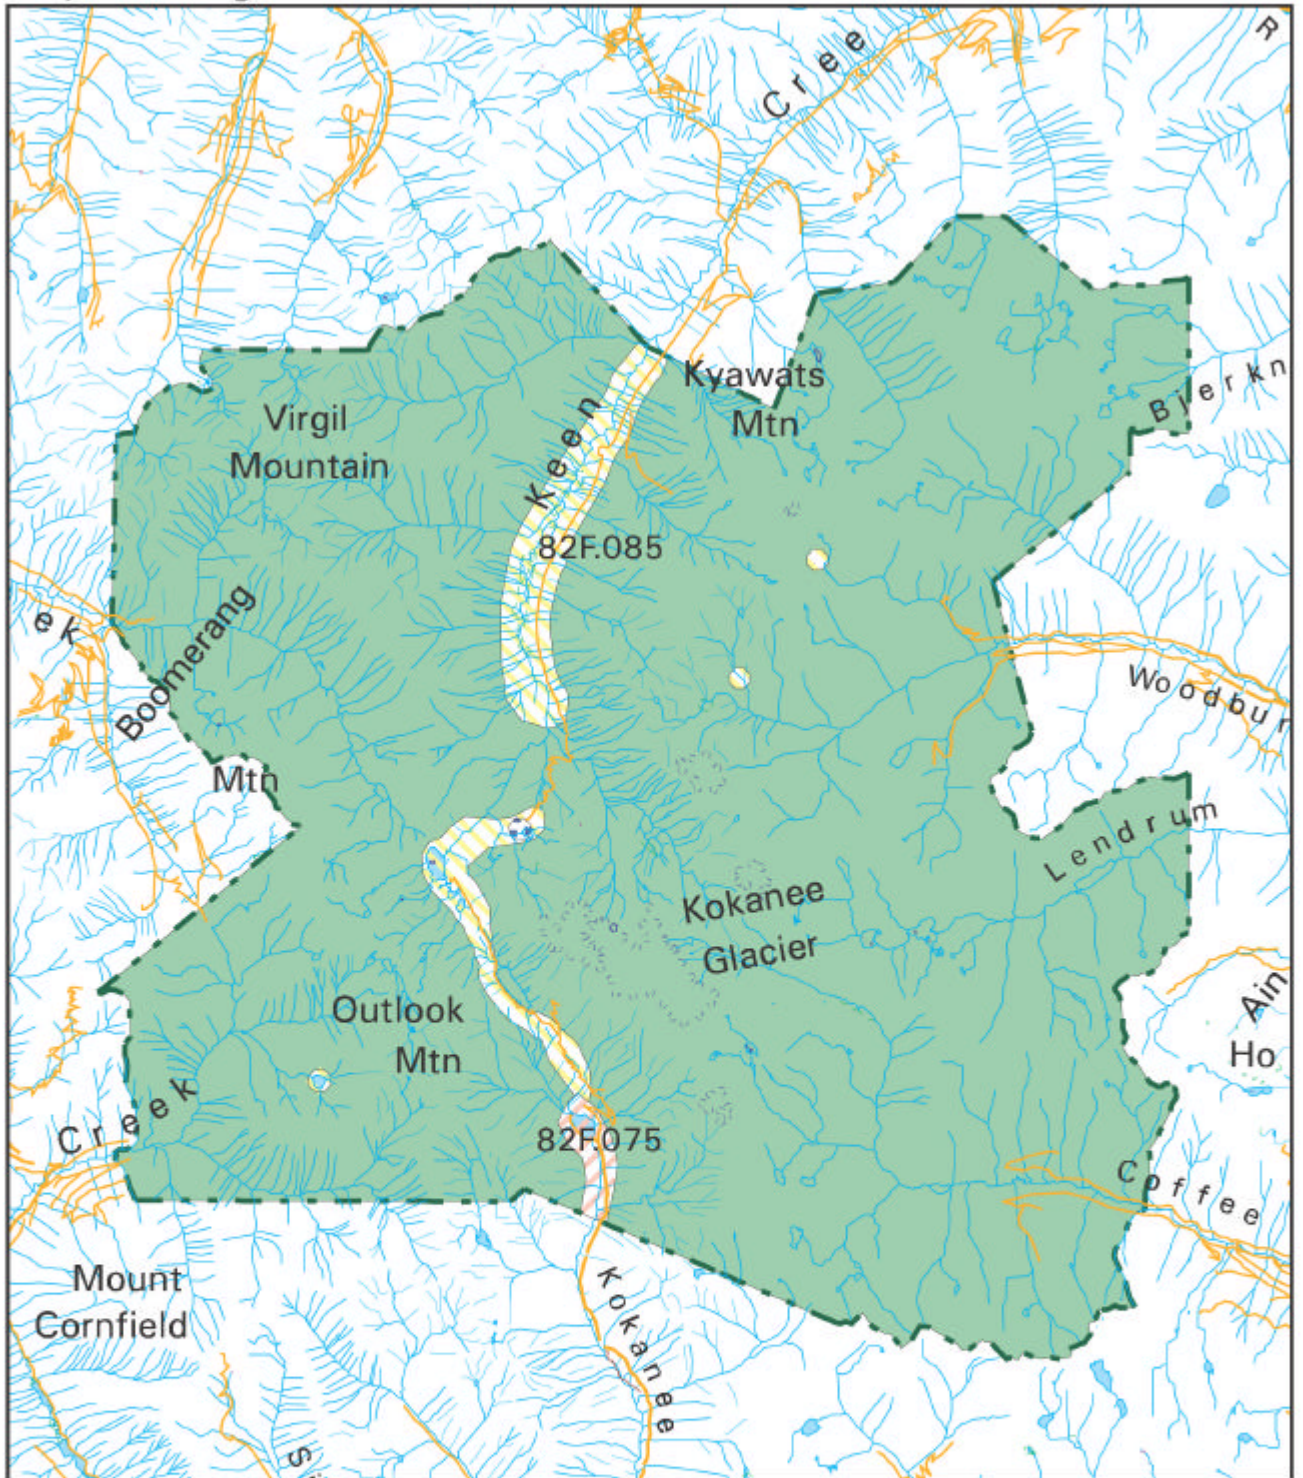 R
Cree
Kyawats
Mtn
Bjerkn
Virgil
Mountain
Keen
82F.085
ek
Boomerang
Mtn
Woodbur
Lendrum
Kokanee
Glacier
Outlook
Mtn
Ain
Ho
Creek
82F.075
Coffee
Mount
Cornfield
Kokanee